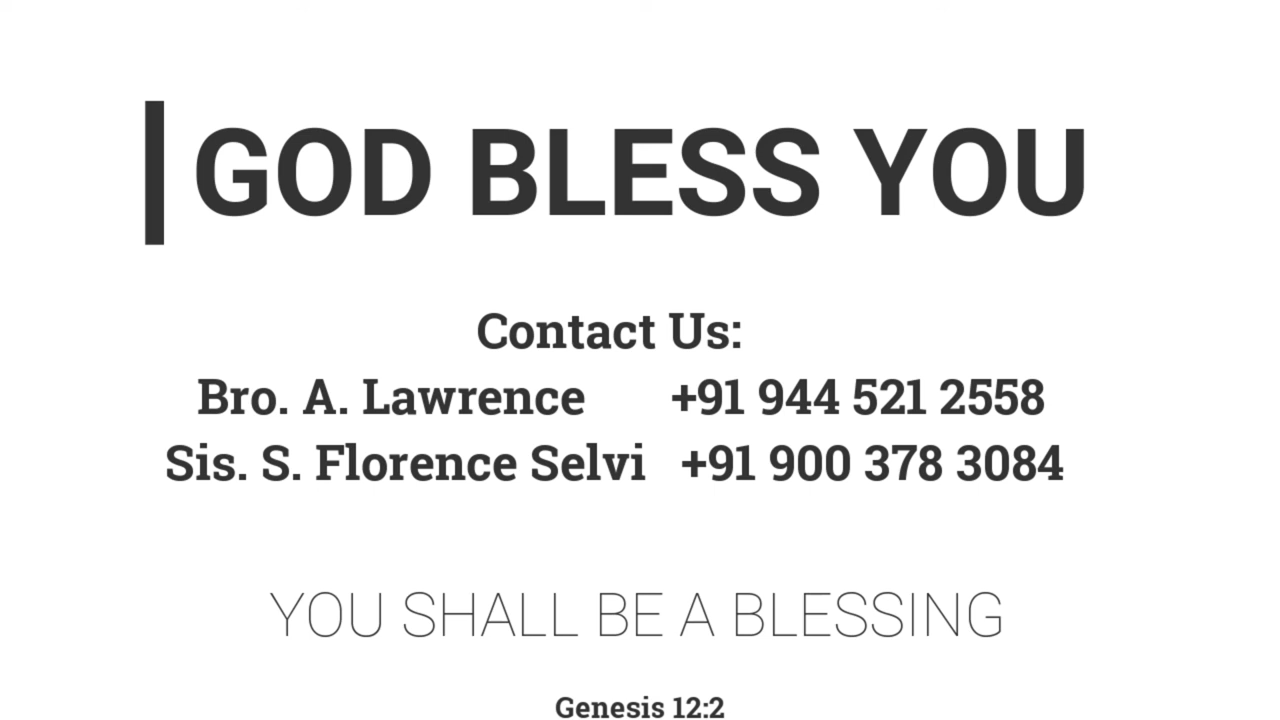 GOD BLESS YOU
Contact Us:
Bro. A. Lawrence +91 944 521 2558
Sis. S. Florence Selvi +91 900 378 3084
YOU SHALL BE A BLESSING
Genesis 12:2